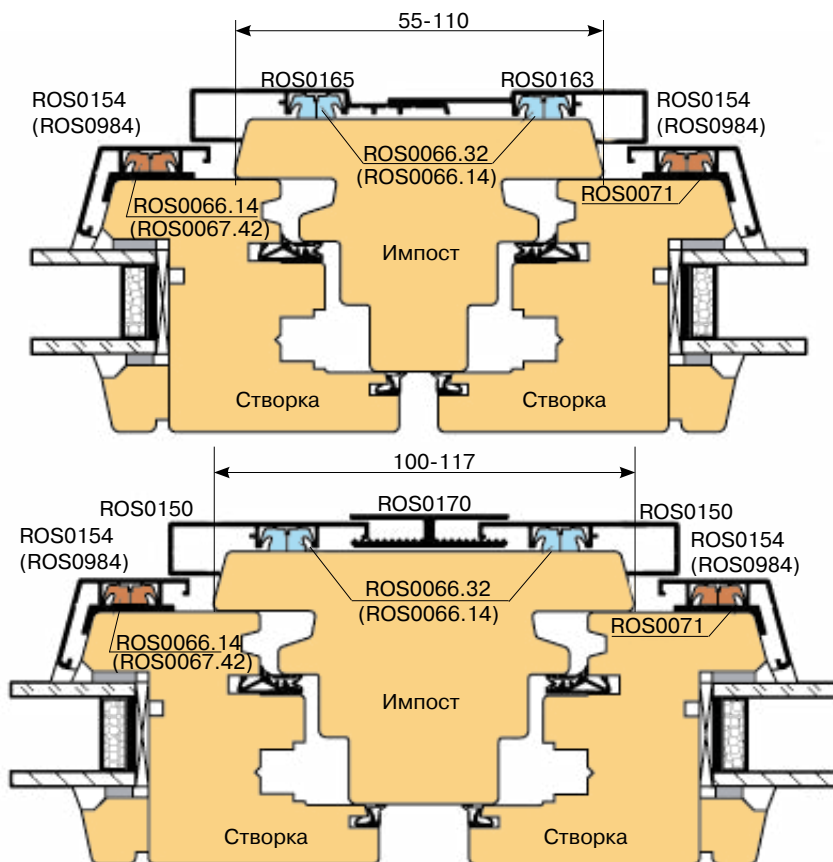 55-110
ROS0165
ROS0163
ROS0154
(ROS0984)
ROS0154
(ROS0984)
ROS0066.32
(ROS0066.14)
ROS0066.14
(ROS0067.42)
ROS0071
Импост
Створка
Створка
100-117
ROS0150
ROS0170
ROS0150
ROS0154
(ROS0984)
ROS0154
(ROS0984)
ROS0066.32
(ROS0066.14)
ROS0066.14
(ROS0067.42)
ROS0071
Импост
Створка
Створка